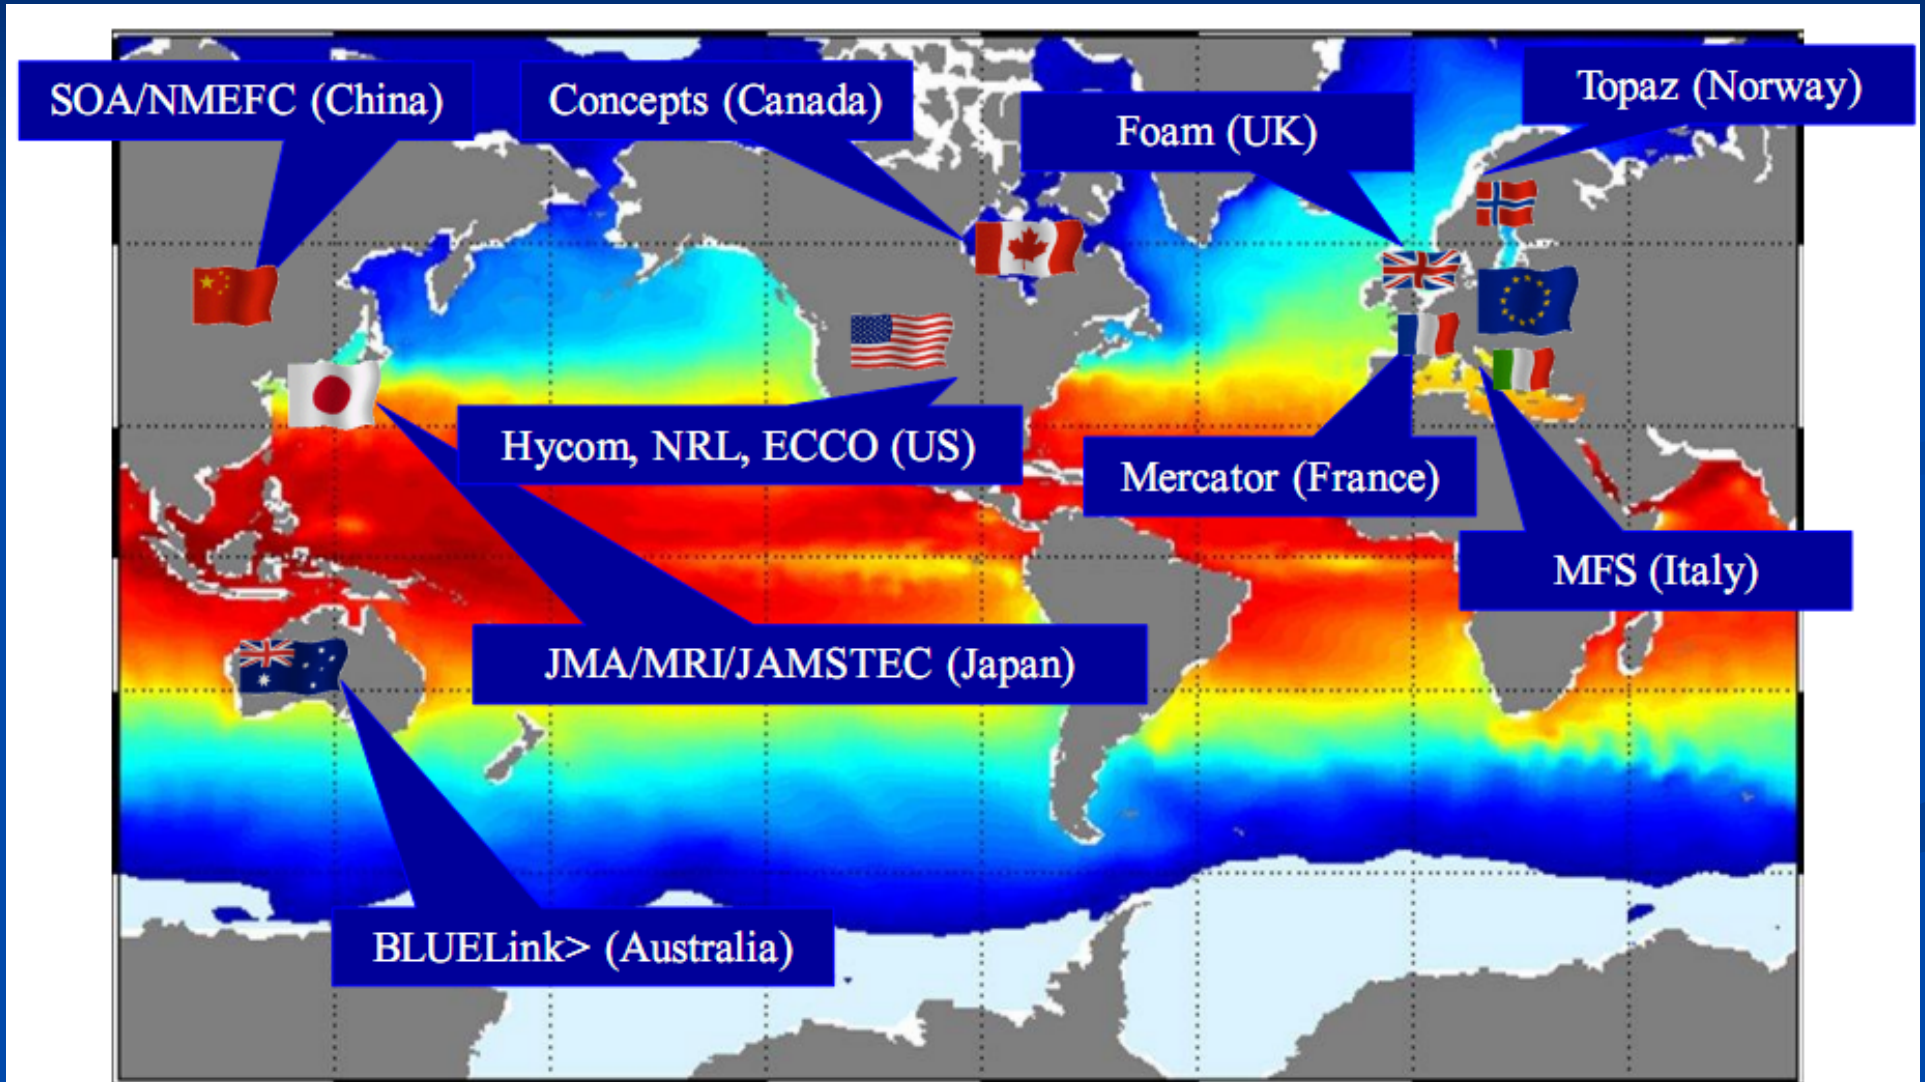 SOA/NMEFC (China)
Concepts (Canada)
Foam (UK)
Topaz (Norway)
Hycom, NRL, ECCO (US)
Mercator (France)
MFS (Italy)
JMA/MRI/JAMSTEC (Japan)
BLUELink> (Australia)